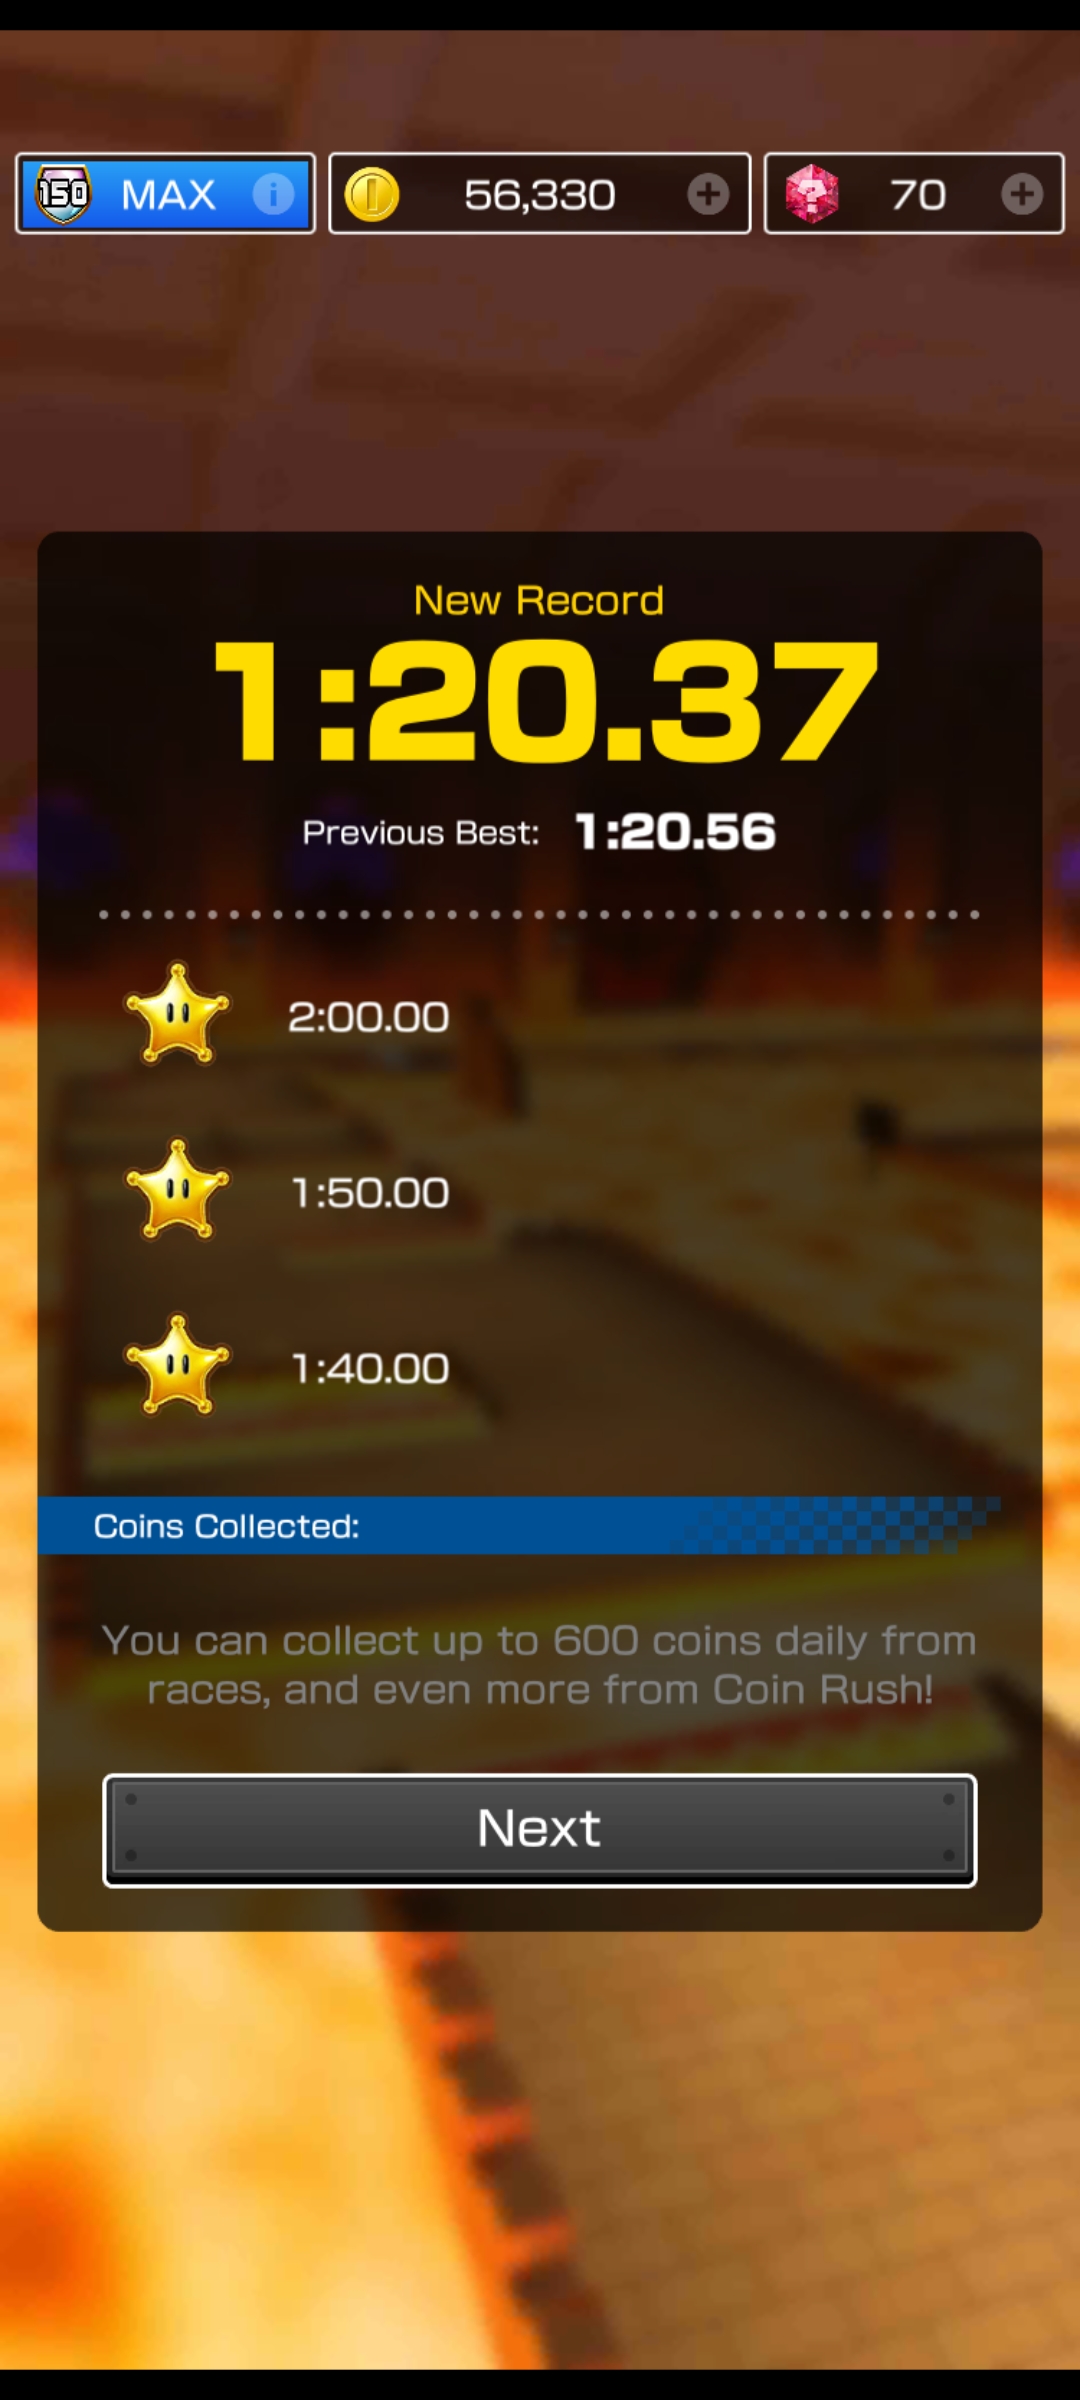 150 MAX i 56,330 + ? 70 +
New Record
1:20.37
Previous Best: 1:20.56
2:00.00
1:50.00
1:40.00
Coins Collected:
You can collect up to 600 coins daily from
races, and even more from Coin Rush!
Next